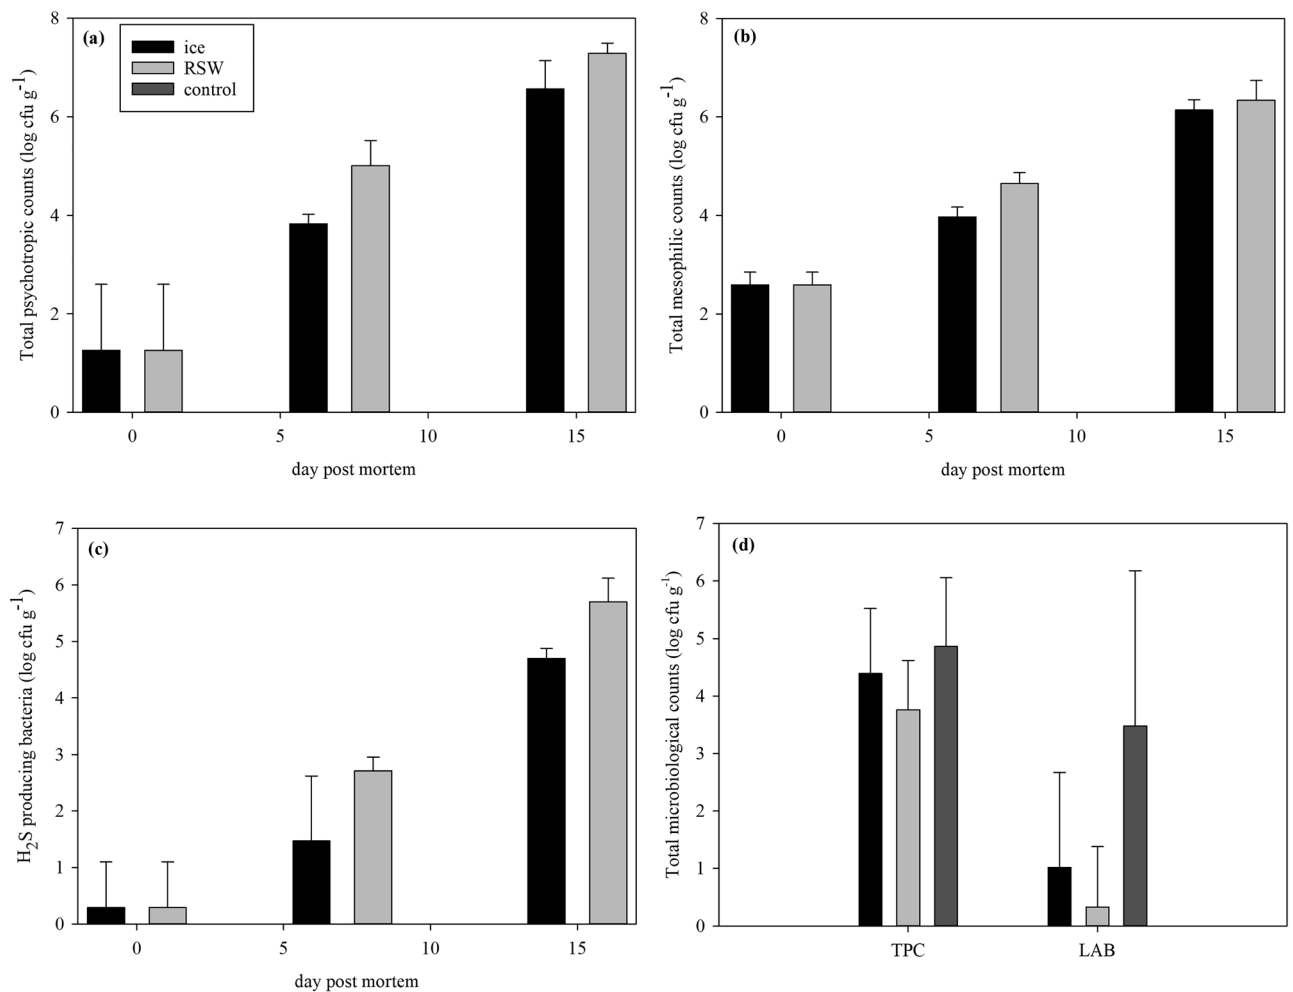 (a)
ice
RSW
control
Total psychotropic counts (log cfu g-1)
8
6
4
2
0
0 5 10 15
day post mortem
(b)
Total mesophilic counts (log cfu g-1)
8
6
4
2
0
0 5 10 15
day post mortem
(c)
H2S producing bacteria (log cfu g-1)
7
6
5
4
3
2
1
0
0 5 10 15
day post mortem
(d)
Total microbiological counts (log cfu g-1)
7
6
5
4
3
2
1
0
TPC LAB